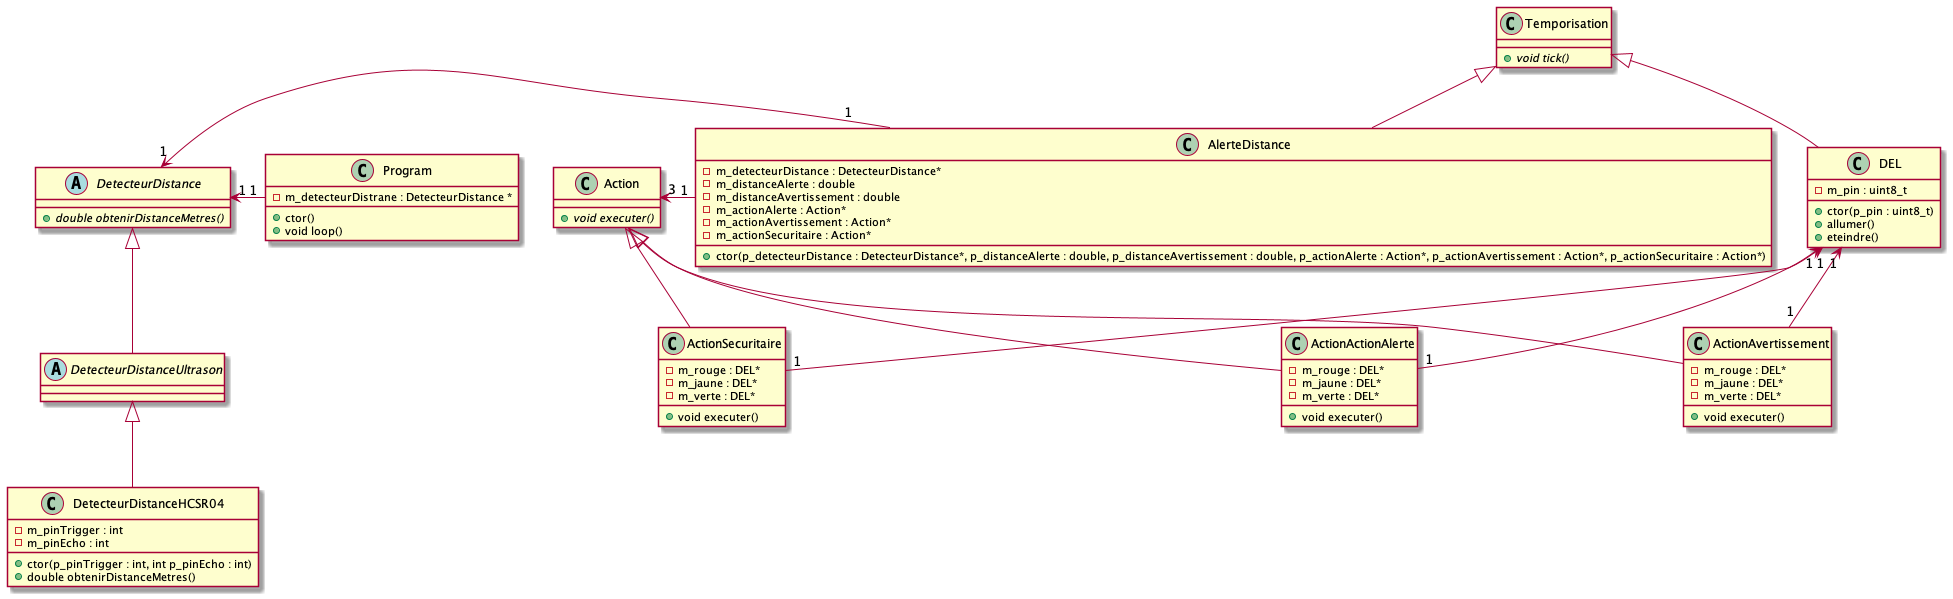 C Temporisation
void tick()
1
1
A DetecteurDistance
double obtenirDistanceMetres()
1 1
C Program
m_detecteurDistrane : DetecteurDistance *
ctor()
void loop()
C Action
void executer()
3 1
C AlerteDistance
m_detecteurDistance : DetecteurDistance*
m_distanceAlerte : double
m_distanceAvertissement : double
m_actionAlerte : Action*
m_actionAvertissement : Action*
m_actionSecuritaire : Action*
ctor(p_detecteurDistance : DetecteurDistance*, p_distanceAlerte : double, p_distanceAvertissement : double, p_actionAlerte : Action*, p_actionAvertissement : Action*, p_actionSecuritaire : Action*)
C DEL
m_pin : uint8_t
ctor(p_pin : uint8_t)
allumer()
eteindre()
1 1 1
1
A DetecteurDistanceUltrason
C ActionSecuritaire
m_rouge : DEL*
m_jaune : DEL*
m_verte : DEL*
void executer()
1
C ActionActionAlerte
m_rouge : DEL*
m_jaune : DEL*
m_verte : DEL*
void executer()
1
C ActionAvertissement
m_rouge : DEL*
m_jaune : DEL*
m_verte : DEL*
void executer()
C DetecteurDistanceHCSR04
m_pinTrigger : int
m_pinEcho : int
ctor(p_pinTrigger : int, int p_pinEcho : int)
double obtenirDistanceMetres()